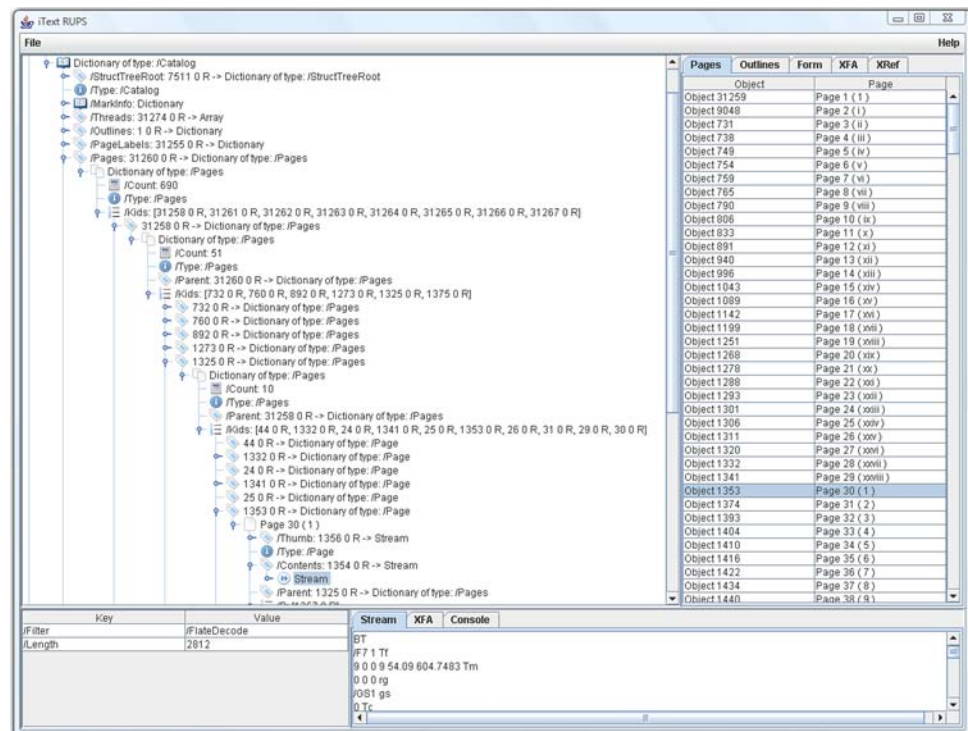 iText RUPS
File Help
Dictionary of type: /Catalog
/StructTreeRoot: 7511 0 R -> Dictionary of type: /StructTreeRoot
/Type: /Catalog
/MarkInfo: Dictionary
/Threads: 31274 0 R -> Array
/Outlines: 1 0 R -> Dictionary
/PageLabels: 31255 0 R -> Dictionary
/Pages: 31260 0 R -> Dictionary of type: /Pages
Dictionary of type: /Pages
/Count: 690
/Type: /Pages
/Kids: [31258 0 R, 31261 0 R, 31262 0 R, 31263 0 R, 31264 0 R, 31265 0 R, 31266 0 R, 31267 0 R]
31258 0 R -> Dictionary of type: /Pages
Dictionary of type: /Pages
/Count: 51
/Type: /Pages
/Parent: 31260 0 R -> Dictionary of type: /Pages
/Kids: [732 0 R, 760 0 R, 892 0 R, 1273 0 R, 1325 0 R, 1375 0 R]
732 0 R -> Dictionary of type: /Pages
760 0 R -> Dictionary of type: /Pages
892 0 R -> Dictionary of type: /Pages
1273 0 R -> Dictionary of type: /Pages
1325 0 R -> Dictionary of type: /Pages
Dictionary of type: /Pages
/Count: 10
/Type: /Pages
/Parent: 31258 0 R -> Dictionary of type: /Pages
/Kids: [44 0 R, 1332 0 R, 24 0 R, 1341 0 R, 25 0 R, 1353 0 R, 26 0 R, 31 0 R, 29 0 R, 30 0 R]
44 0 R -> Dictionary of type: /Page
1332 0 R -> Dictionary of type: /Page
24 0 R -> Dictionary of type: /Page
1341 0 R -> Dictionary of type: /Page
25 0 R -> Dictionary of type: /Page
1353 0 R -> Dictionary of type: /Page
Page 30 ( 1 )
/Thumb: 1356 0 R -> Stream
/Type: /Page
/Contents: 1354 0 R -> Stream
Stream
/Parent: 1325 0 R -> Dictionary of type: /Pages
Pages Outlines Form XFA XRef
Object Page
Object 31259 Page 1 ( 1 )
Object 9048 Page 2 ( i )
Object 731 Page 3 ( ii )
Object 738 Page 4 ( iii )
Object 749 Page 5 ( iv )
Object 754 Page 6 ( v )
Object 759 Page 7 ( vi )
Object 765 Page 8 ( vii )
Object 790 Page 9 ( viii )
Object 806 Page 10 ( ix )
Object 833 Page 11 ( x )
Object 891 Page 12 ( xi )
Object 940 Page 13 ( xii )
Object 996 Page 14 ( xiii )
Object 1043 Page 15 ( xiv )
Object 1089 Page 16 ( xv )
Object 1142 Page 17 ( xvi )
Object 1199 Page 18 ( xvii )
Object 1251 Page 19 ( xviii )
Object 1268 Page 20 ( xix )
Object 1278 Page 21 ( xx )
Object 1288 Page 22 ( xxi )
Object 1293 Page 23 ( xxii )
Object 1301 Page 24 ( xxiii )
Object 1306 Page 25 ( xxiv )
Object 1311 Page 26 ( xxv )
Object 1320 Page 27 ( xxvi )
Object 1332 Page 28 ( xxvii )
Object 1341 Page 29 ( xxviii )
Object 1353 Page 30 ( 1 )
Object 1374 Page 31 ( 2 )
Object 1393 Page 32 ( 3 )
Object 1404 Page 33 ( 4 )
Object 1410 Page 34 ( 5 )
Object 1416 Page 35 ( 6 )
Object 1422 Page 36 ( 7 )
Object 1434 Page 37 ( 8 )
Object 1440 Page 38 ( 9 )
Key Value
/Filter /FlateDecode
/Length 2812
Stream XFA Console
BT
/F7 1 Tf
9 0 0 9 54.09 604.7483 Tm
0 0 0 rg
/GS1 gs
0 Tc